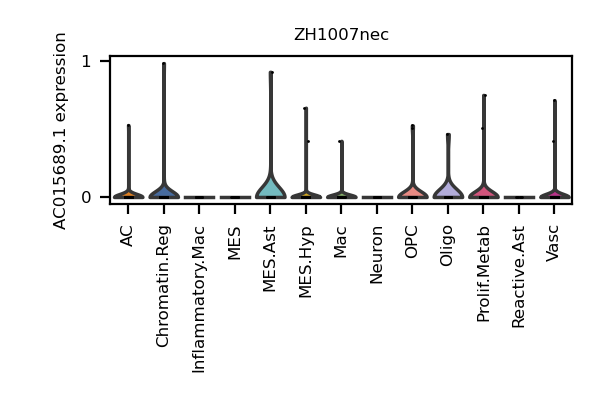 ZH1007nec
AC015689.1 expression
1
0
AC
Chromatin.Reg
Inflammatory.Mac
MES
MES.Ast
MES.Hyp
Mac
Neuron
OPC
Oligo
Prolif.Metab
Reactive.Ast
Vasc